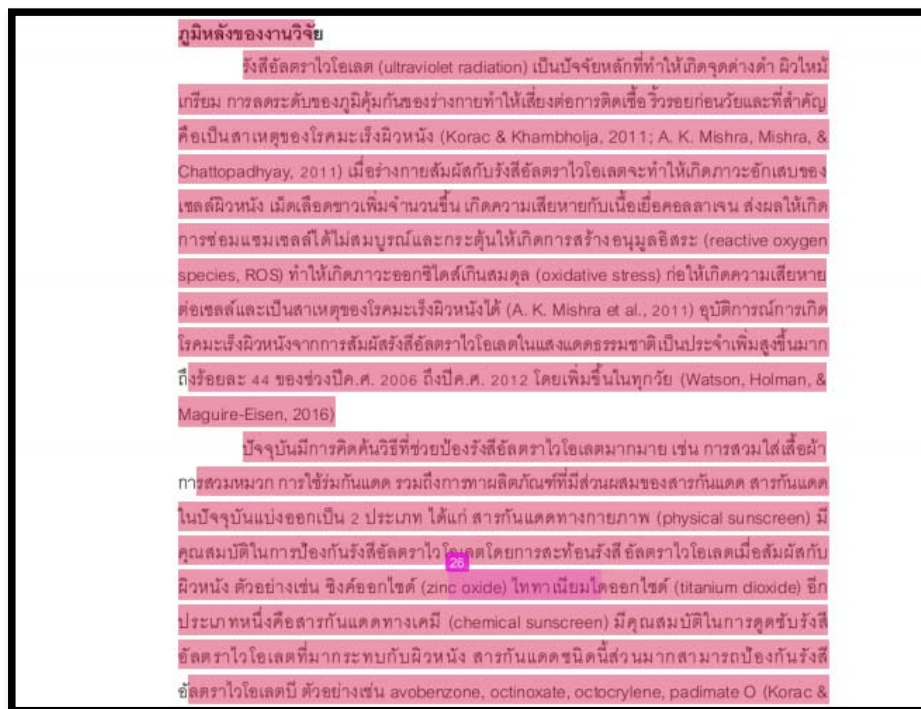 ภูมิหลังของงานวิจัย
รังสีอัลตราไวโอเลต (ultraviolet radiation) เป็นปัจจัยหลักที่ทำให้เกิดจุดด่างดำ ผิวไหม้
เกรียม การลดระดับของภูมิคุ้มกันของร่างกายทำให้เสี่ยงต่อการติดเชื้อ ริ้วรอยก่อนวัยและที่สำคัญ
คือเป็นสาเหตุของโรคมะเร็งผิวหนัง (Korac & Khambholja, 2011; A. K. Mishra, Mishra, &
Chattopadhyay, 2011) เมื่อร่างกายสัมผัสกับรังสีอัลตราไวโอเลตจะทำให้เกิดภาวะอักเสบของ
เซลล์ผิวหนัง เม็ดเลือดขาวเพิ่มจำนวนขึ้น เกิดความเสียหายกับเนื้อเยื่อคอลลาเจน ส่งผลให้เกิด
การซ่อมแซมเซลล์ได้ไม่สมบูรณ์และกระตุ้นให้เกิดการสร้างอนุมูลอิสระ (reactive oxygen
species, ROS) ทำให้เกิดภาวะออกซิไดส์เกินสมดุล (oxidative stress) ก่อให้เกิดความเสียหาย
ต่อเซลล์และเป็นสาเหตุของโรคมะเร็งผิวหนังได้ (A. K. Mishra et al., 2011) อุบัติการณ์การเกิด
โรคมะเร็งผิวหนังจากการสัมผัสรังสีอัลตราไวโอเลตในแสงแดดธรรมชาติเป็นประจำเพิ่มสูงขึ้นมาก
ถึงร้อยละ 44 ของช่วงปีค.ศ. 2006 ถึงปีค.ศ. 2012 โดยเพิ่มขึ้นในทุกวัย (Watson, Holman, &
Maguire-Eisen, 2016)
ปัจจุบันมีการคิดค้นวิธีที่ช่วยป้องรังสีอัลตราไวโอเลตมากมาย เช่น การสวมใส่เสื้อผ้า
การสวมหมวก การใช้ร่มกันแดด รวมถึงการทาผลิตภัณฑ์ที่มีส่วนผสมของสารกันแดด สารกันแดด
ในปัจจุบันแบ่งออกเป็น 2 ประเภท ได้แก่ สารกันแดดทางกายภาพ (physical sunscreen) มี
คุณสมบัติในการป้องกันรังสีอัลตราไวโอเลตโดยการสะท้อนรังสีอัลตราไวโอเลตเมื่อสัมผัสกับ
26
ผิวหนัง ตัวอย่างเช่น ซิงค์ออกไซด์ (zinc oxide) ไททาเนียมไดออกไซด์ (titanium dioxide) อีก
ประเภทหนึ่งคือสารกันแดดทางเคมี (chemical sunscreen) มีคุณสมบัติในการดูดซับรังสี
อัลตราไวโอเลตที่มากระทบกับผิวหนัง สารกันแดดชนิดนี้ส่วนมากสามารถป้องกันรังสี
อัลตราไวโอเลตบี ตัวอย่างเช่น avobenzone, octinoxate, octocrylene, padimate O (Korac &